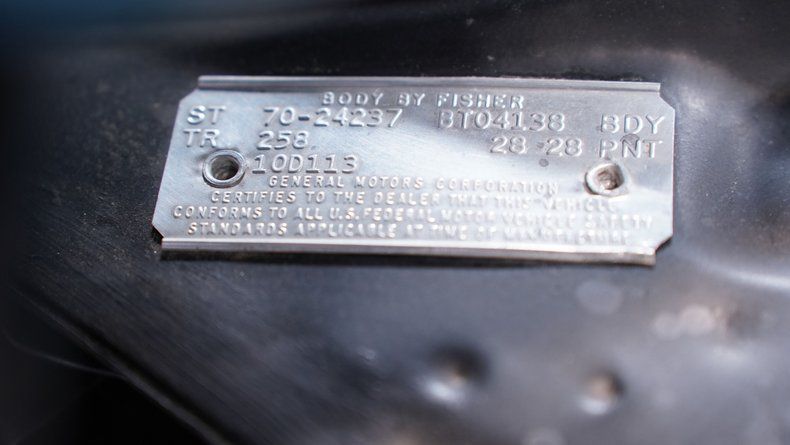 BODY BY FISHER
ST 70-24237 BT04138 BDY
TR 258 28 28 PNT
10D113
GENERAL MOTORS CORPORATION
CERTIFIES TO THE DEALER THAT THIS VEHICLE
CONFORMS TO ALL U.S. FEDERAL MOTOR VEHICLE SAFETY
STANDARDS APPLICABLE AT TIME OF MANUFACTURE